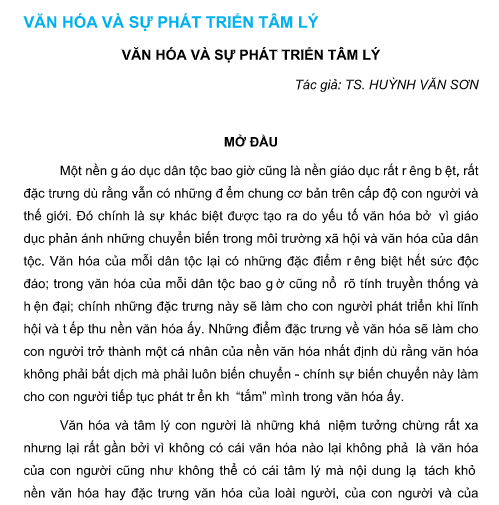 VĂN HÓA VÀ SỰ PHÁT TRIỂN TÂM LÝ
VĂN HÓA VÀ SỰ PHÁT TRIỂN TÂM LÝ
Tác giả: TS. HUỲNH VĂN SƠN
MỞ ĐẦU
Một nền g áo dục dân tộc bao giờ cũng là nền giáo dục rất r êng b ệt, rất
đặc trưng dù rằng vẫn có những đ ểm chung cơ bản trên cấp độ con người và
thế giới. Đó chính là sự khác biệt được tạo ra do yếu tố văn hóa bở vì giáo
dục phản ánh những chuyển biến trong môi trường xã hội và văn hóa của dân
tộc. Văn hóa của mỗi dân tộc lại có những đặc điểm r êng biệt hết sức độc
đáo; trong văn hóa của mỗi dân tộc bao g ờ cũng nổ rõ tính truyền thống và
h ện đại; chính những đặc trưng này sẽ làm cho con người phát triển khi lĩnh
hội và t ếp thu nền văn hóa ấy. Những điểm đặc trưng về văn hóa sẽ làm cho
con người trở thành một cá nhân của nền văn hóa nhất định dù rằng văn hóa
không phải bất dịch mà phải luôn biến chuyển - chính sự biến chuyển này làm
cho con người tiếp tục phát tr ển kh “tấm” mình trong văn hóa ấy.
Văn hóa và tâm lý con người là những khá niệm tưởng chừng rất xa
nhưng lại rất gần bởi vì không có cái văn hóa nào lại không phả là văn hóa
của con người cũng như không thể có cái tâm lý mà nội dung lạ tách khỏ
nền văn hóa hay đặc trưng văn hóa của loài người, của con người và của